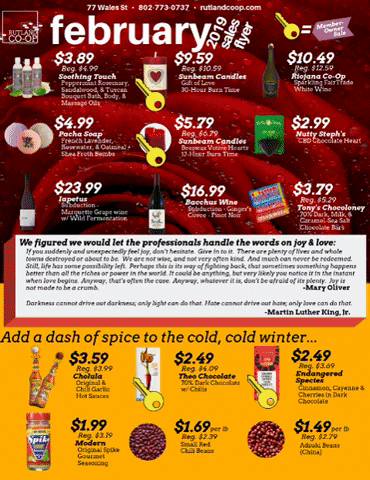 77 Wales St • 802-773-0737 • rutlandcoop.com
RUTLAND
CO-OP
february
2019
sales
flyer
= Member-
Owner
Sale
$3.89
Reg. $4.99
Soothing Touch
Peppermint Rosemary,
Sandalwood, & Tuscan
Bouquet Bath, Body, &
Massage Oils
$9.59
Reg. $10.99
Sunbeam Candles
Gift of Love
30-Hour Burn Time
$10.49
Reg. $12.59
Riojana Co-Op
Sparkling Fair Trade
White Wine
$4.99
Pacha Soap
French Lavender,
Rosewater, & Oatmeal +
Shea Froth Bombs
$5.79
Reg. $6.79
Sunbeam Candles
Beeswax Votive Hearts
12-Hour Burn Time
$2.99
Nutty Steph's
CBD Chocolate Heart
$23.99
Iapetus
Subduction -
Marquette Grape wine
w/ Wild Fermentation
$16.99
Bacchus Wine
Subduction - Ginger's
Cuvee - Pinot Noir
$3.79
Reg. $5.29
Tony's Chocoloney
70% Dark, Milk, &
Caramel Sea Salt
Chocolate Bars
We figured we would let the professionals handle the words on joy & love:
If you suddenly and unexpectedly feel joy, don't hesitate. Give in to it. There are plenty of lives and whole
towns destroyed or about to be. We are not wise, and not very often kind. And much can never be redeemed.
Still, life has some possibility left. Perhaps this is its way of fighting back, that sometimes something happens
better than all the riches or power in the world. It could be anything, but very likely you notice it in the instant
when love begins. Anyway, that's often the case. Anyway, whatever it is, don't be afraid of its plenty. Joy is
not made to be a crumb.
-Mary Oliver
Darkness cannot drive out darkness; only light can do that. Hate cannot drive out hate; only love can do that.
-Martin Luther King, Jr.
Add a dash of spice to the cold, cold winter...
$3.59
Reg. $3.99
Cholula
Original &
Chili Garlic
Hot Sauces
$2.49
Reg. $4.09
Theo Chocolate
70% Dark Chocolate
w/ Chile
$2.49
Reg. $3.69
Endangered
Species
Cinnamon, Cayenne &
Cherries in Dark
Chocolate
$1.99
Reg. $3.19
Modern
Original Spike
Gourmet
Seasoning
Spike
$1.69 per lb
Reg. $2.39
Small Red
Chili Beans
$1.49 per lb
Reg. $2.79
Adzuki Beans
(China)